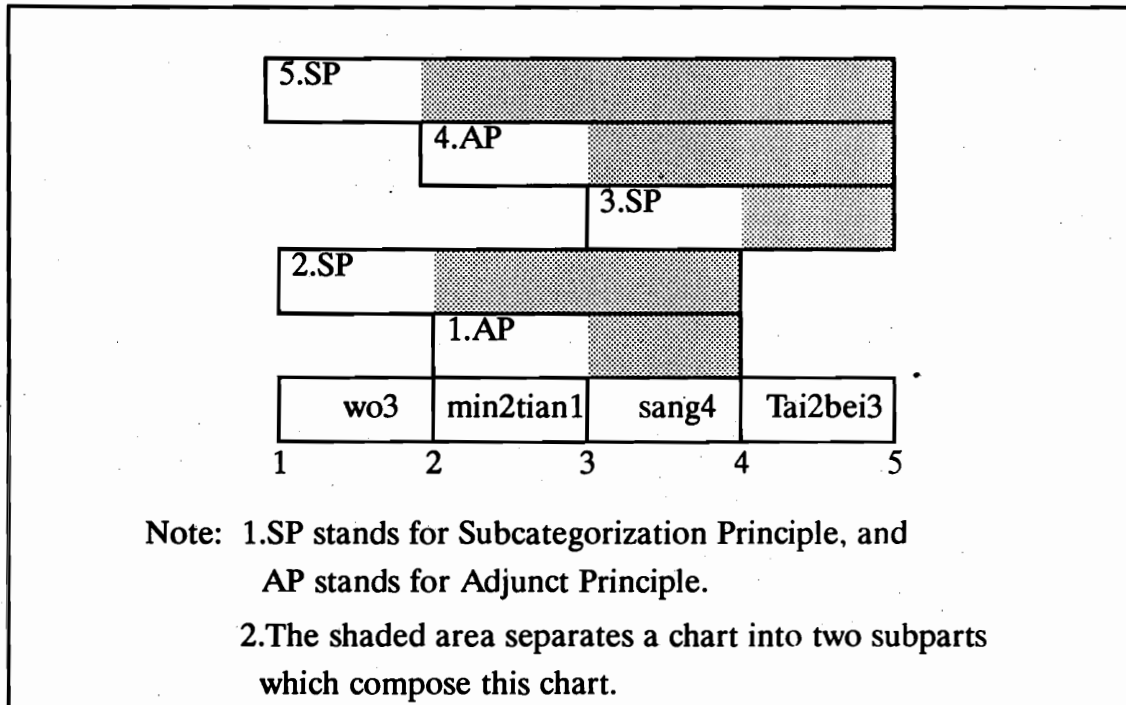 5.SP
4.AP
3.SP
2.SP
1.AP
wo3 min2tian1 sang4 Tai2bei3
1 2 3 4 5
Note: 1.SP stands for Subcategorization Principle, and
AP stands for Adjunct Principle.
2.The shaded area separates a chart into two subparts
which compose this chart.